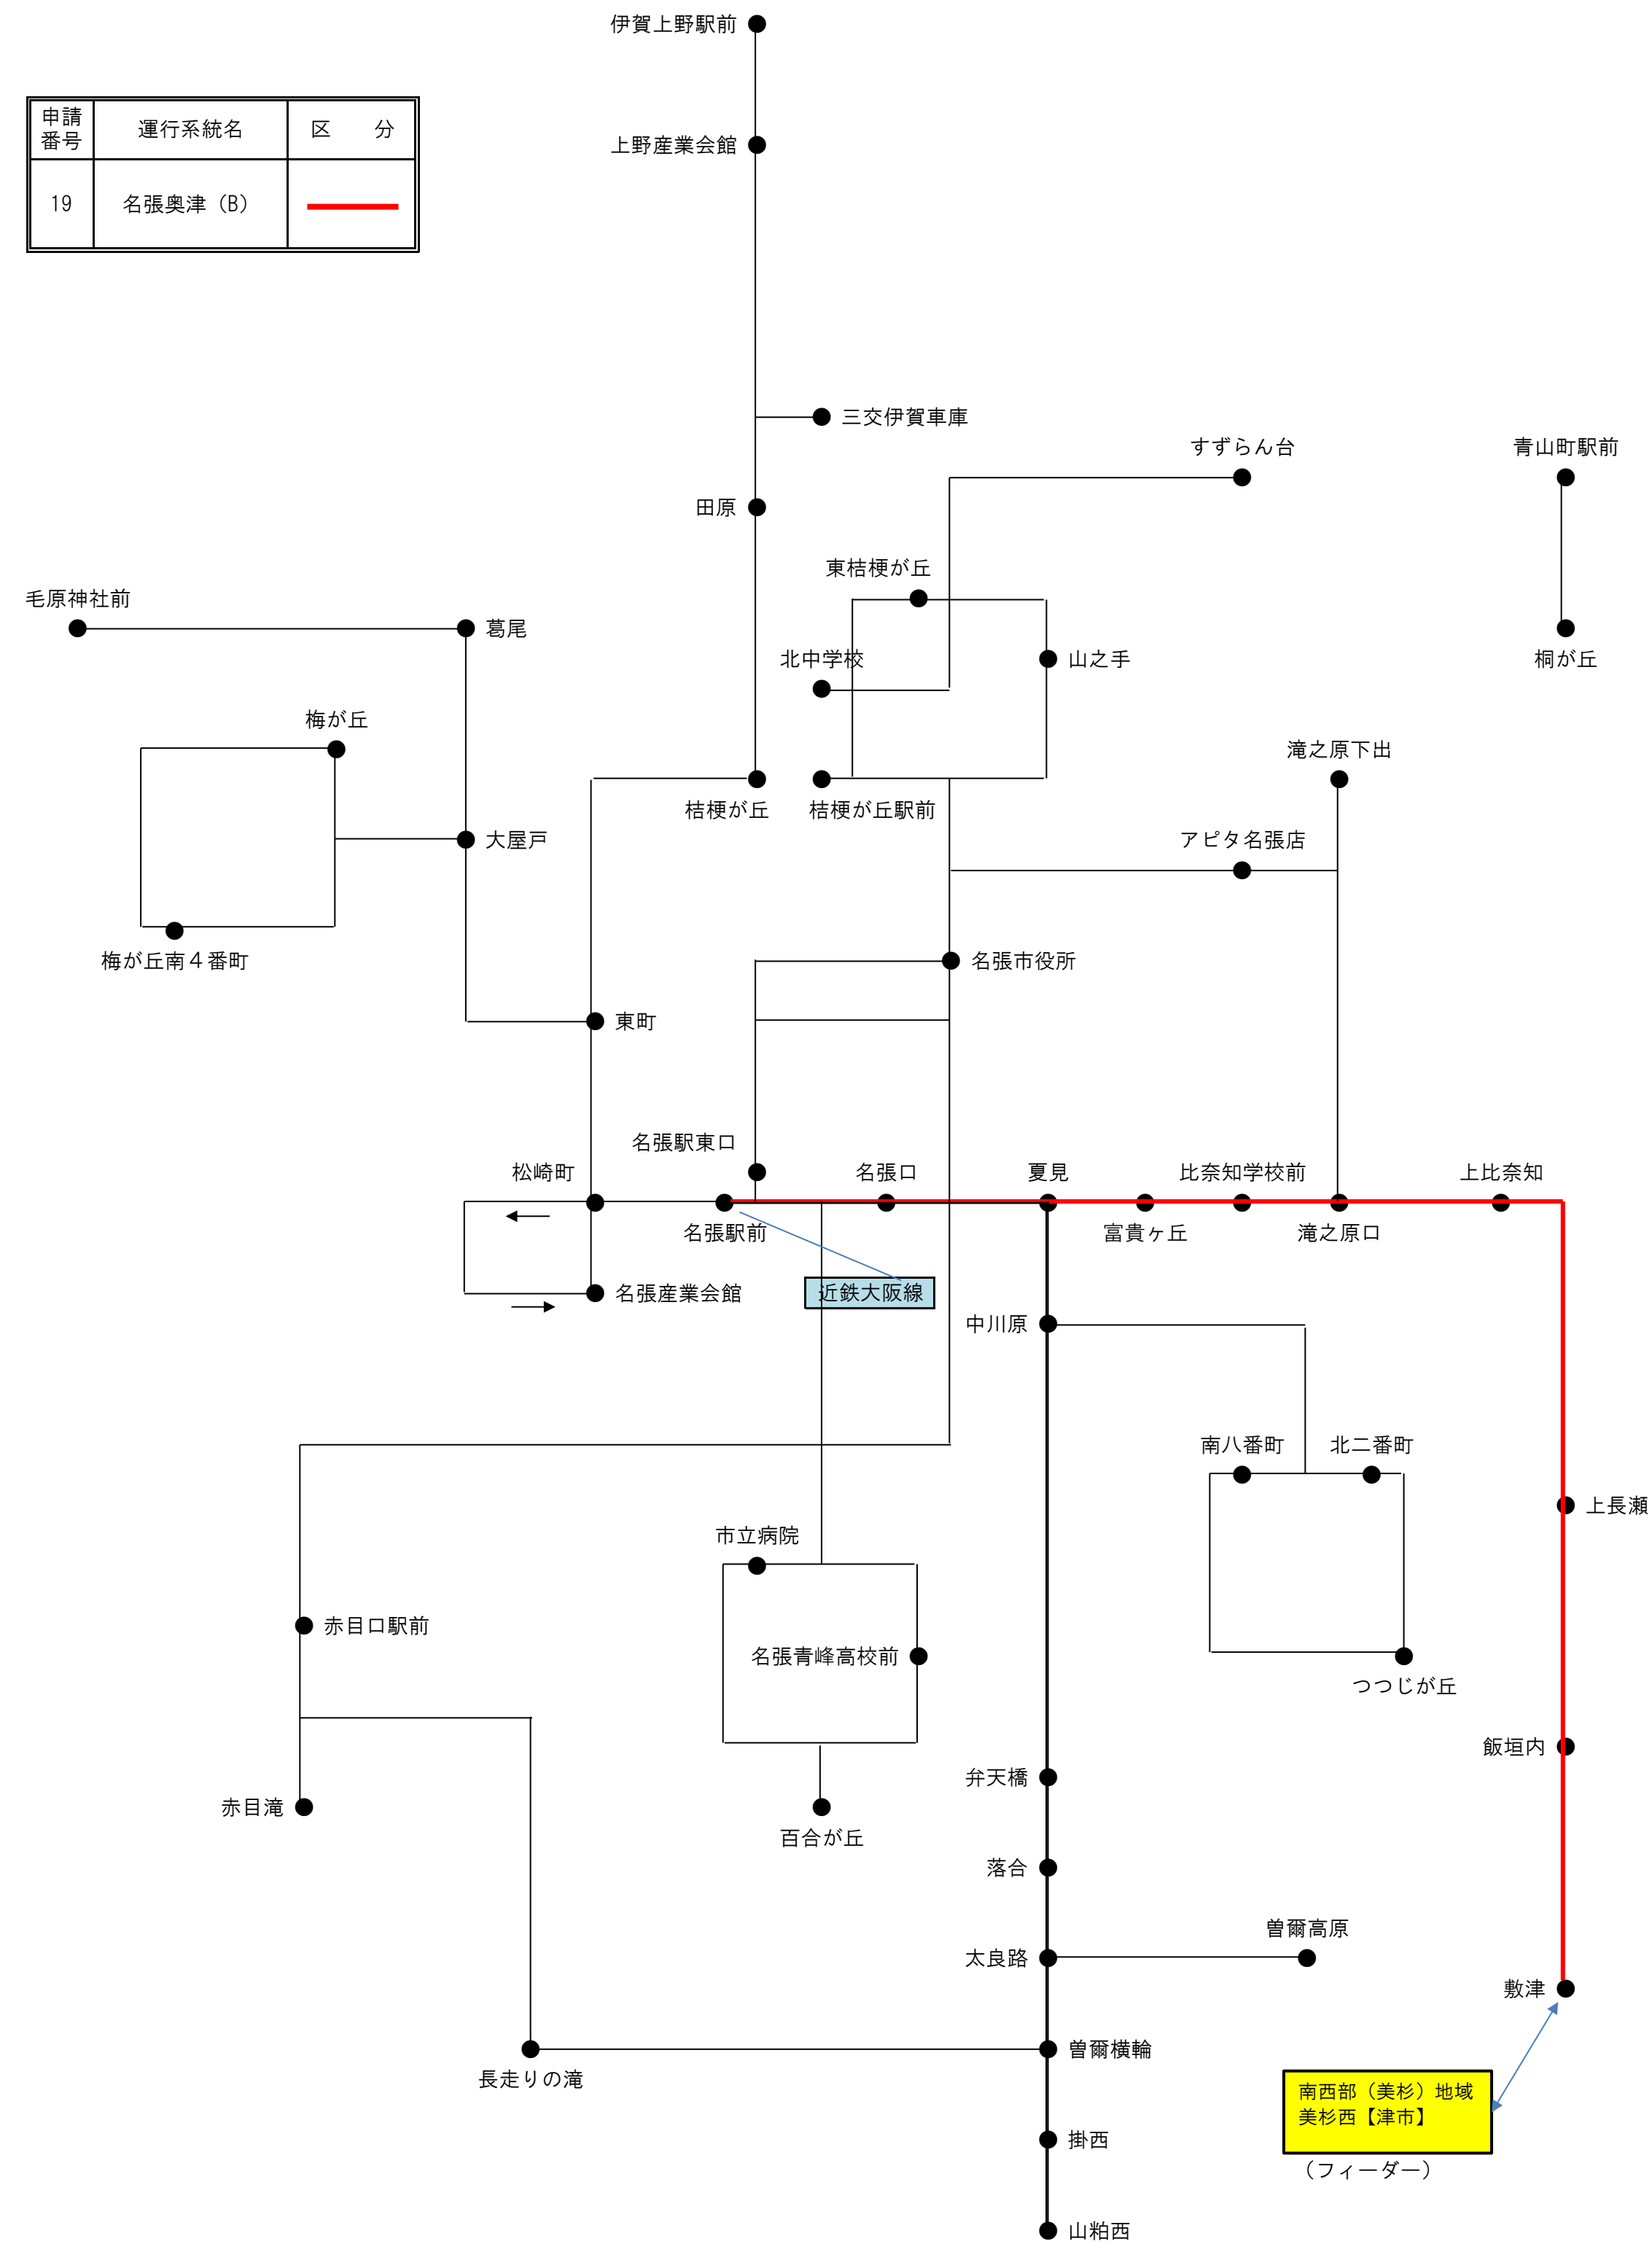 伊賀上野駅前
申請
番号
運行系統名
区　　分
19
名張奥津（B）
上野産業会館
三交伊賀車庫
すずらん台
青山町駅前
田原
東桔梗が丘
毛原神社前
葛尾
北中学校
山之手
桐が丘
梅が丘
滝之原下出
桔梗が丘
桔梗が丘駅前
大屋戸
アピタ名張店
梅が丘南４番町
名張市役所
東町
名張駅東口
松崎町
名張口
夏見
比奈知学校前
上比奈知
名張駅前
富貴ヶ丘
滝之原口
名張産業会館
近鉄大阪線
中川原
南八番町
北二番町
上長瀬
市立病院
赤目口駅前
名張青峰高校前
つつじが丘
飯垣内
弁天橋
赤目滝
百合が丘
落合
曽爾高原
太良路
敷津
曽爾横輪
長走りの滝
南西部（美杉）地域
美杉西【津市】
掛西
（フィーダー）
山粕西